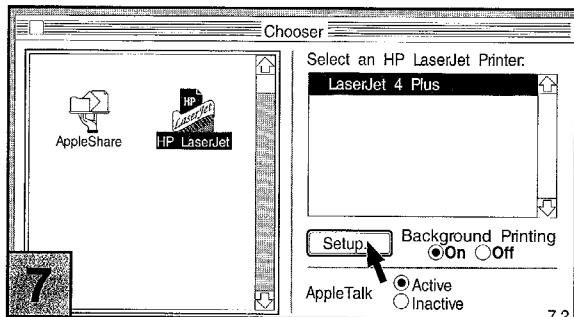 Chooser
AppleShare
HP
LaserJet
HP LaserJet
7
Select an HP LaserJet Printer:
LaserJet 4 Plus
Setup...
Background Printing
On Off
AppleTalk
Active
Inactive